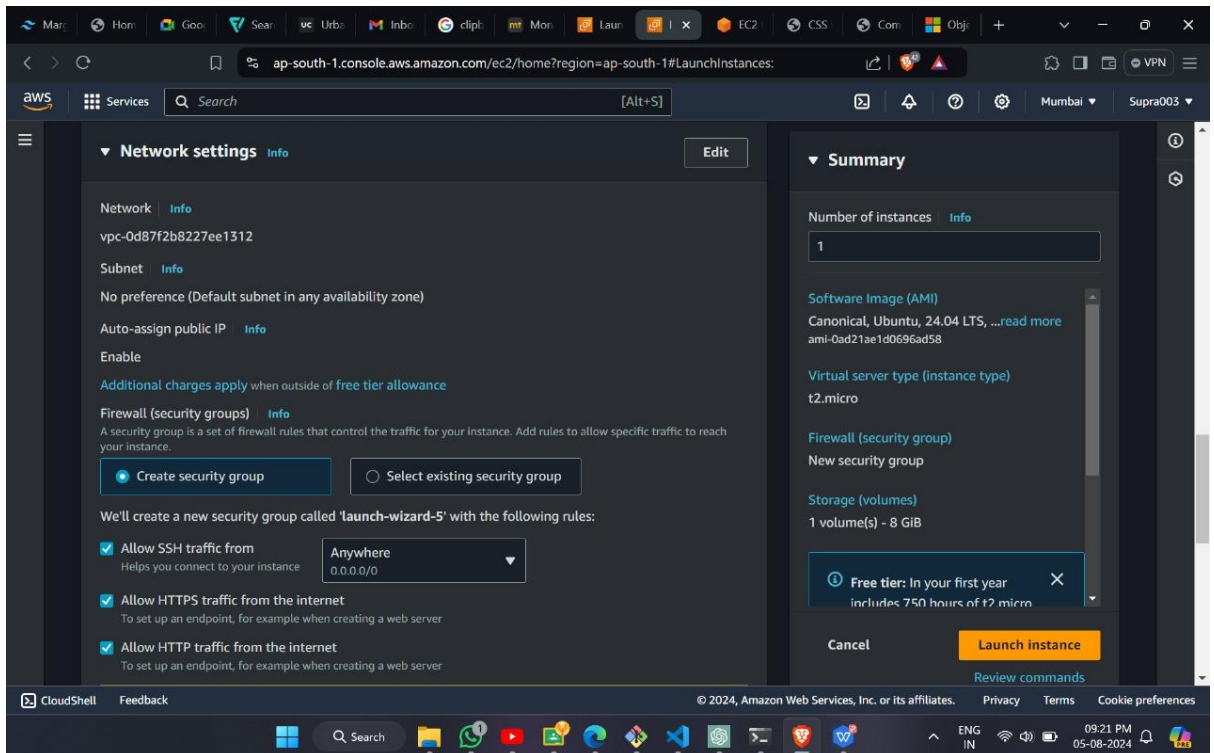 Marg
Hom
Goog
Sear
uc Urba
Inbo
clipb
mt Mon
Laun
EC2
CSS
Com
Obje
ap-south-1.console.aws.amazon.com/ec2/home?region=ap-south-1#LaunchInstances:
VPN
aws
Services
Search
[Alt+S]
Mumbai
Supra003
Network settings Info
Edit
Network Info
vpc-0d87f2b8227ee1312
Subnet Info
No preference (Default subnet in any availability zone)
Auto-assign public IP Info
Enable
Additional charges apply when outside of free tier allowance
Firewall (security groups) Info
A security group is a set of firewall rules that control the traffic for your instance. Add rules to allow specific traffic to reach
your instance.
Create security group
Select existing security group
We'll create a new security group called 'launch-wizard-5' with the following rules:
Allow SSH traffic from
Helps you connect to your instance
Anywhere
0.0.0.0/0
Allow HTTPS traffic from the internet
To set up an endpoint, for example when creating a web server
Allow HTTP traffic from the internet
To set up an endpoint, for example when creating a web server
Summary
Number of instances Info
1
Software Image (AMI)
Canonical, Ubuntu, 24.04 LTS, ...read more
ami-0ad21ae1d0696ad58
Virtual server type (instance type)
t2.micro
Firewall (security group)
New security group
Storage (volumes)
1 volume(s) - 8 GiB
Free tier: In your first year
includes 750 hours of t2.micro
Cancel
Launch instance
Review commands
CloudShell
Feedback
© 2024, Amazon Web Services, Inc. or its affiliates.
Privacy
Terms
Cookie preferences
Search
1
ENG
IN
09:21 PM
05-08-2024
PRE